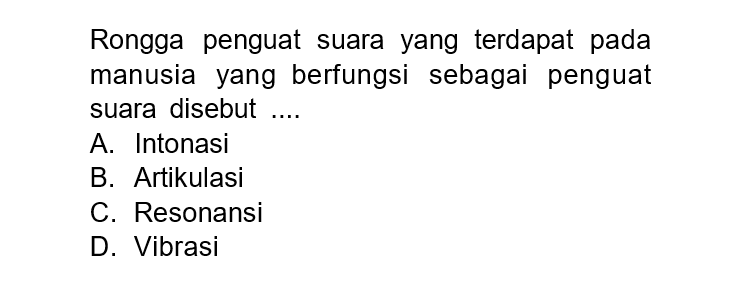 Rongga penguat suara yang terdapat pada
manusia yang berfungsi sebagai penguat
suara disebut ....
A. Intonasi
B. Artikulasi
C. Resonansi
D. Vibrasi